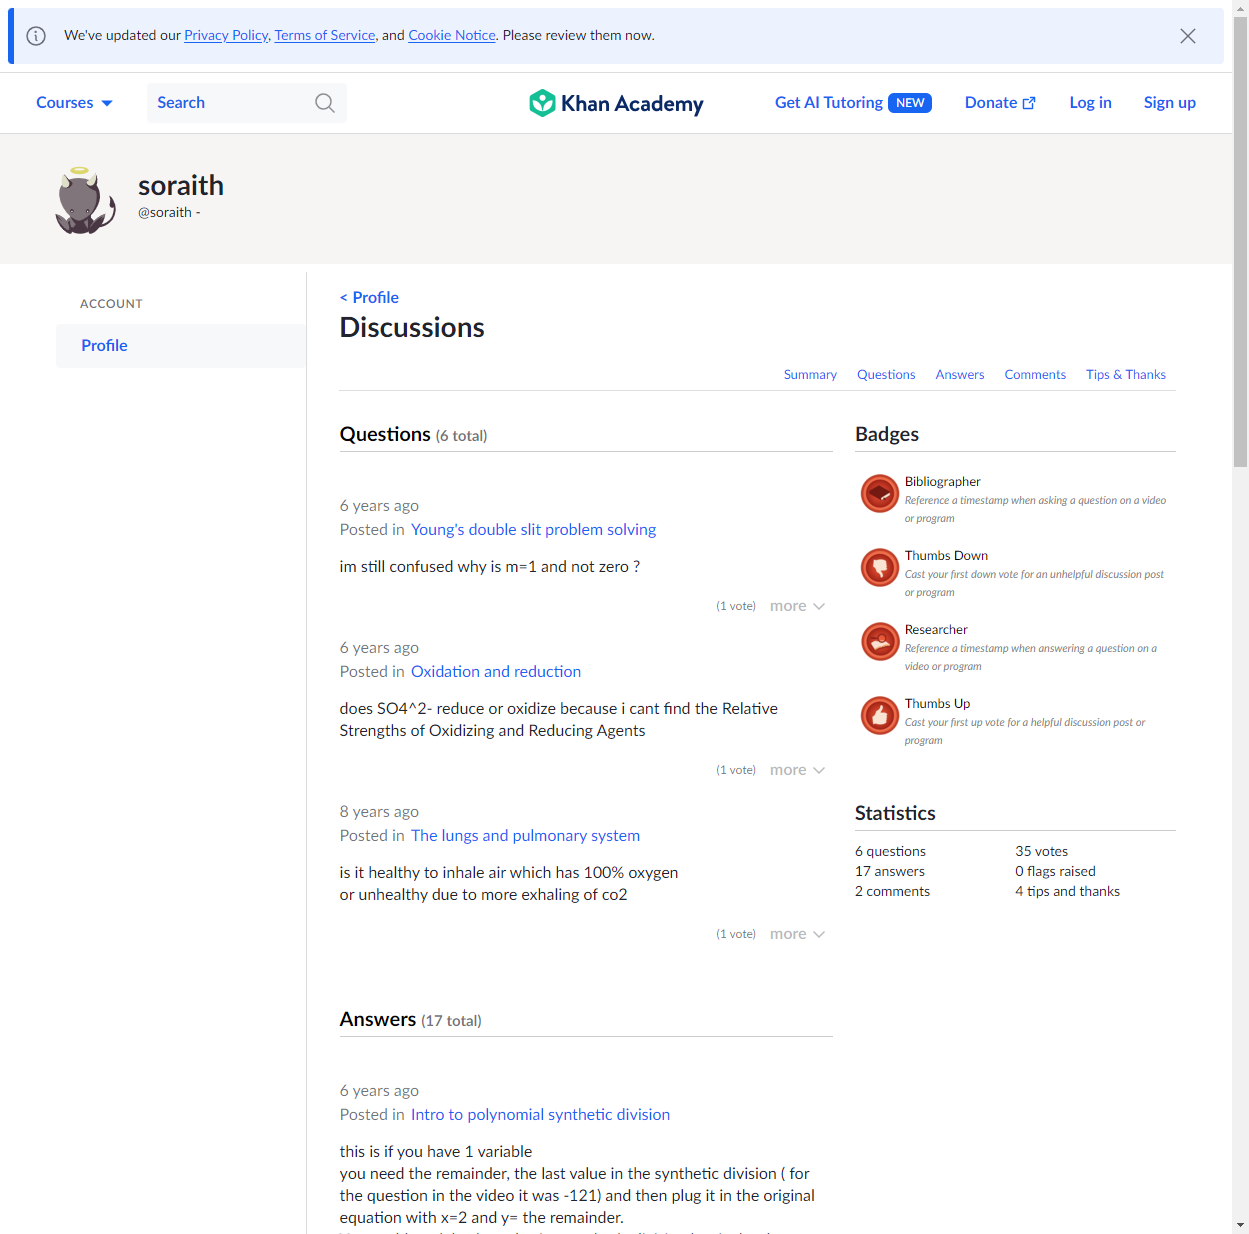 We've updated our Privacy Policy, Terms of Service, and Cookie Notice. Please review them now.
Courses
Search
Khan Academy
Get AI Tutoring NEW
Donate
Log in
Sign up
soraith
@soraith -
ACCOUNT
Profile
< Profile
Discussions
Summary
Questions
Answers
Comments
Tips & Thanks
Questions (6 total)
6 years ago
Posted in Young's double slit problem solving
im still confused why is m=1 and not zero ?
(1 vote) more
6 years ago
Posted in Oxidation and reduction
does SO4^2- reduce or oxidize because i cant find the Relative
Strengths of Oxidizing and Reducing Agents
(1 vote) more
8 years ago
Posted in The lungs and pulmonary system
is it healthy to inhale air which has 100% oxygen
or unhealthy due to more exhaling of co2
(1 vote) more
Answers (17 total)
6 years ago
Posted in Intro to polynomial synthetic division
this is if you have 1 variable
you need the remainder, the last value in the synthetic division ( for
the question in the video it was -121) and then plug it in the original
equation with x=2 and y= the remainder.
Badges
Bibliographer
Reference a timestamp when asking a question on a video
or program
Thumbs Down
Cast your first down vote for an unhelpful discussion post
or program
Researcher
Reference a timestamp when answering a question on a
video or program
Thumbs Up
Cast your first up vote for a helpful discussion post or
program
Statistics
6 questions
35 votes
17 answers
0 flags raised
2 comments
4 tips and thanks